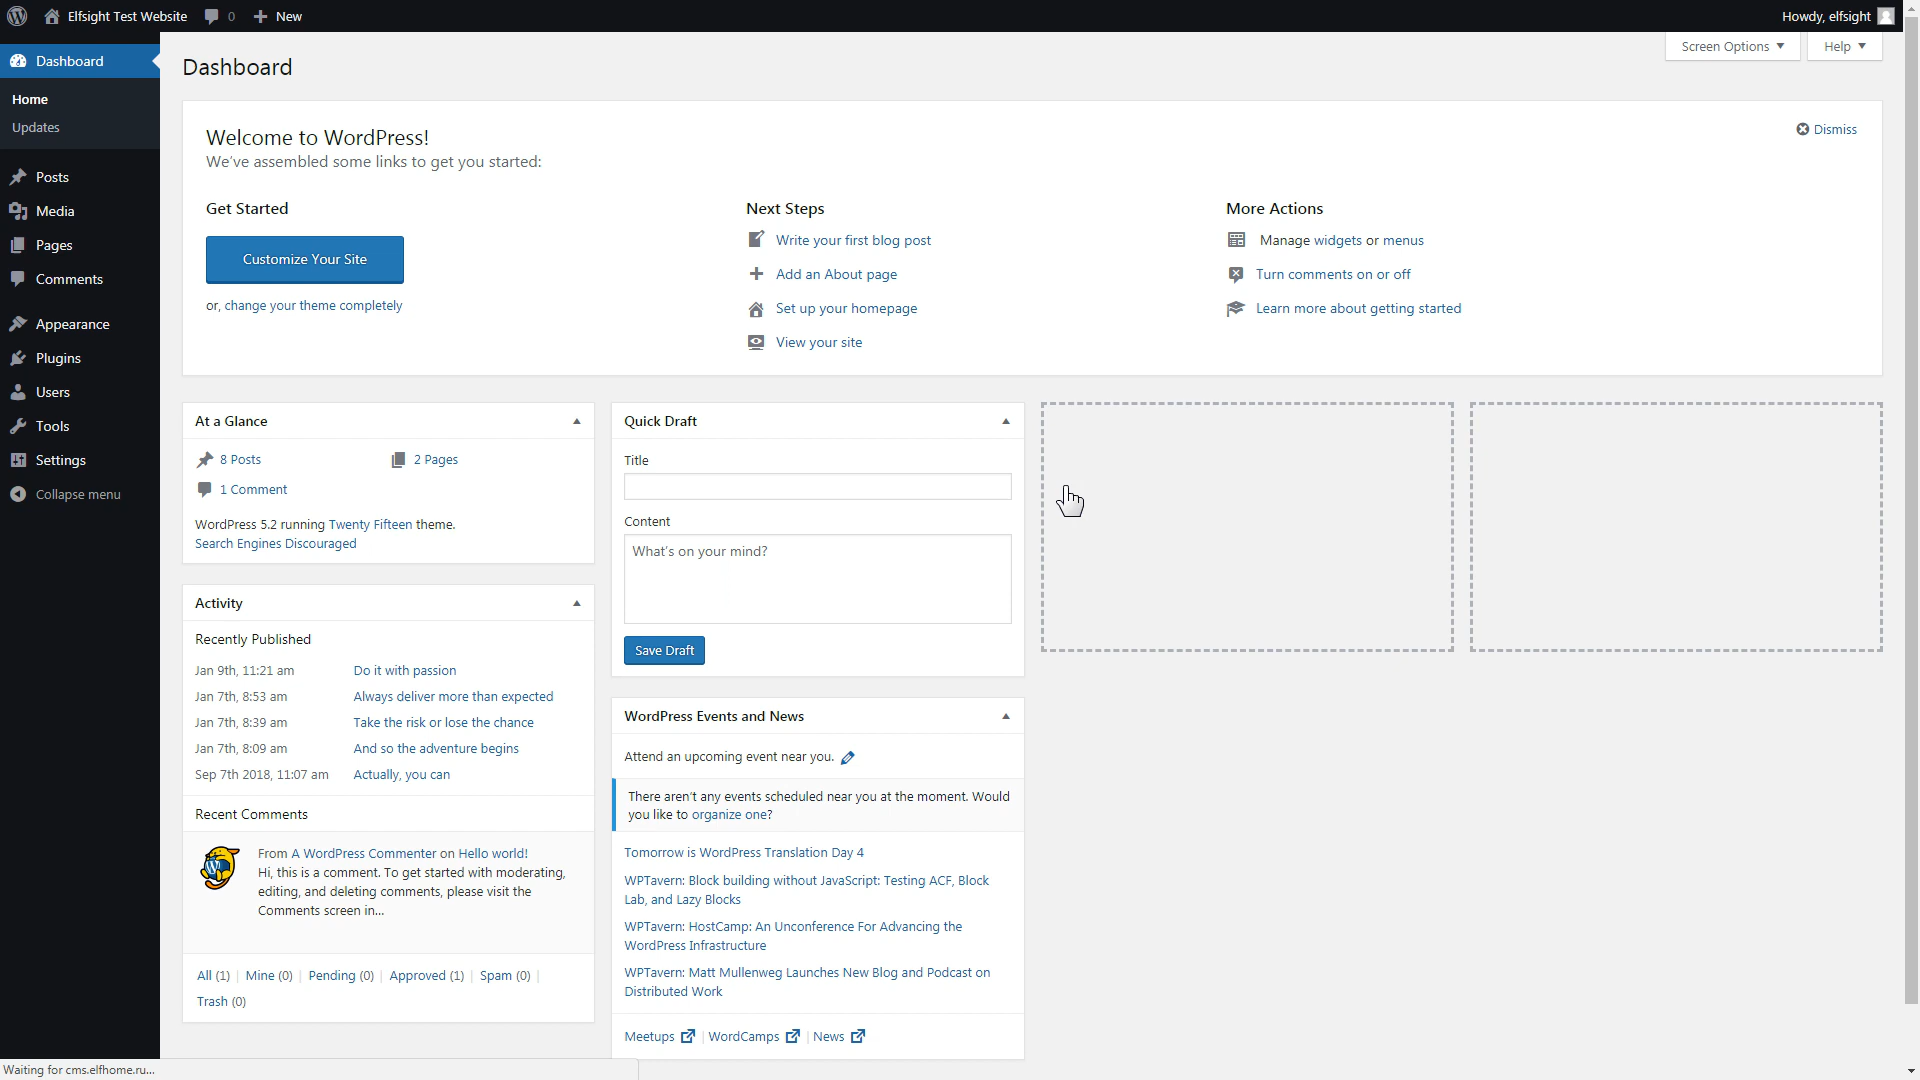 Elfsight Test Website 0 New Howdy, elfsight
Screen Options Help
Dashboard
Home
Updates
Posts
Media
Pages
Comments
Appearance
Plugins
Users
Tools
Settings
Collapse menu
Dashboard
Welcome to WordPress! Dismiss
We've assembled some links to get you started:
Get Started
Customize Your Site
or, change your theme completely
Next Steps
Write your first blog post
Add an About page
Set up your homepage
View your site
More Actions
Manage widgets or menus
Turn comments on or off
Learn more about getting started
At a Glance
8 Posts 2 Pages
1 Comment
WordPress 5.2 running Twenty Fifteen theme.
Search Engines Discouraged
Activity
Recently Published
Jan 9th, 11:21 am Do it with passion
Jan 7th, 8:53 am Always deliver more than expected
Jan 7th, 8:39 am Take the risk or lose the chance
Jan 7th, 8:09 am And so the adventure begins
Sep 7th 2018, 11:07 am Actually, you can
Recent Comments
From A WordPress Commenter on Hello world!
Hi, this is a comment. To get started with moderating,
editing, and deleting comments, please visit the
Comments screen in...
All (1) | Mine (0) | Pending (0) | Approved (1) | Spam (0) |
Trash (0)
Quick Draft
Title
Content
What's on your mind?
Save Draft
WordPress Events and News
Attend an upcoming event near you.
There aren't any events scheduled near you at the moment. Would
you like to organize one?
Tomorrow is WordPress Translation Day 4
WPTavern: Block building without JavaScript: Testing ACF, Block
Lab, and Lazy Blocks
WPTavern: HostCamp: An Unconference For Advancing the
WordPress Infrastructure
WPTavern: Matt Mullenweg Launches New Blog and Podcast on
Distributed Work
Meetups | WordCamps | News
Waiting for cms.elfhome.ru...